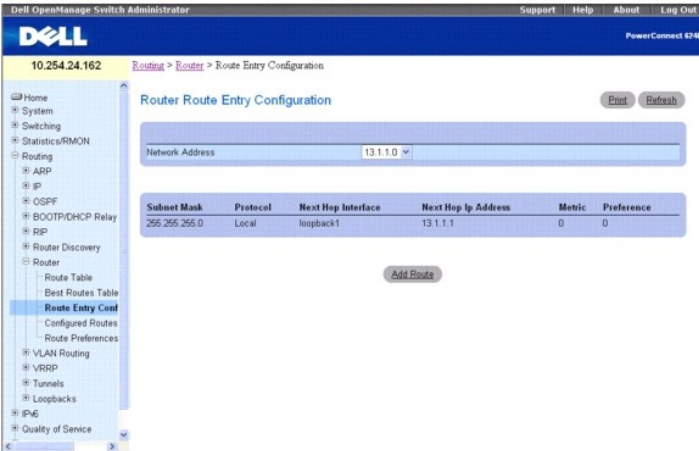 Dell OpenManage Switch Administrator
Support Help About Log Out
DELL
PowerConnect
10.254.24.162
Routing > Router > Route Entry Configuration
Home
System
Switching
Statistics/RMON
Routing
ARP
IP
OSPF
BOOTP/DHCP Relay
RIP
Router Discovery
Router
Route Table
Best Routes Table
Route Entry Conf
Configured Routes
Route Preferences
VLAN Routing
VRRP
Tunnels
Loopbacks
IPv6
Quality of Service
Router Route Entry Configuration
Print Refresh
Network Address 13.1.1.0
Subnet Mask Protocol Next Hop Interface Next Hop Ip Address Metric Preference
255.255.255.0 Local loopback1 13.1.1.1 0 0
Add Route